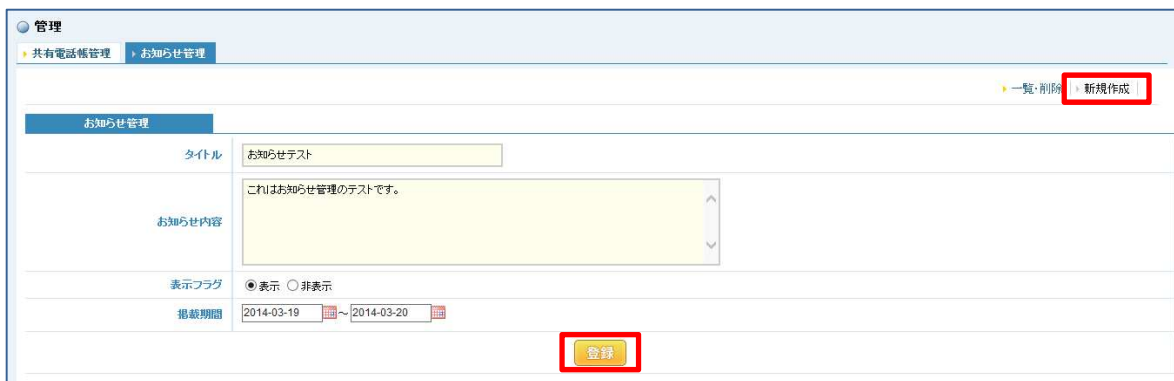 管理
共有電話帳管理 お知らせ管理
一覧・削除 新規作成
お知らせ管理
タイトル お知らせテスト
お知らせ内容 これはお知らせ管理のテストです。
表示フラグ 表示 非表示
掲載期間 2014-03-19 ~ 2014-03-20
登録